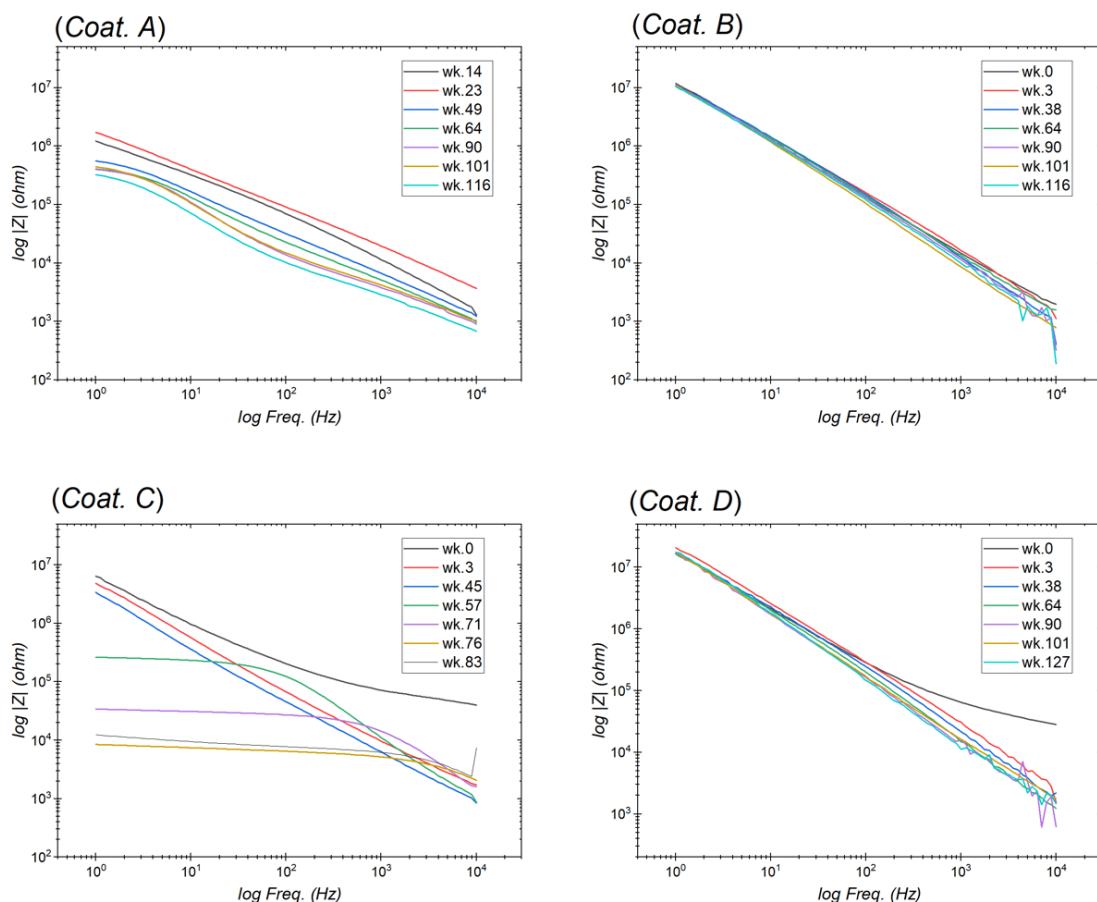 (Coat. A)
10⁷
10⁶
10⁵
10⁴
10³
10²
log |Z| (ohm)
wk.14
wk.23
wk.49
wk.64
wk.90
wk.101
wk.116
10⁰ 10¹ 10² 10³ 10⁴
log Freq. (Hz)
(Coat. B)
10⁷
10⁶
10⁵
10⁴
10³
10²
log |Z| (ohm)
wk.0
wk.3
wk.38
wk.64
wk.90
wk.101
wk.116
10⁰ 10¹ 10² 10³ 10⁴
log Freq. (Hz)
(Coat. C)
10⁷
10⁶
10⁵
10⁴
10³
10²
log |Z| (ohm)
wk.0
wk.3
wk.45
wk.57
wk.71
wk.76
wk.83
10⁰ 10¹ 10² 10³ 10⁴
log Freq. (Hz)
(Coat. D)
10⁷
10⁶
10⁵
10⁴
10³
log |Z| (ohm)
wk.0
wk.3
wk.38
wk.64
wk.90
wk.101
wk.127
10⁰ 10¹ 10² 10³ 10⁴
log Freq. (Hz)